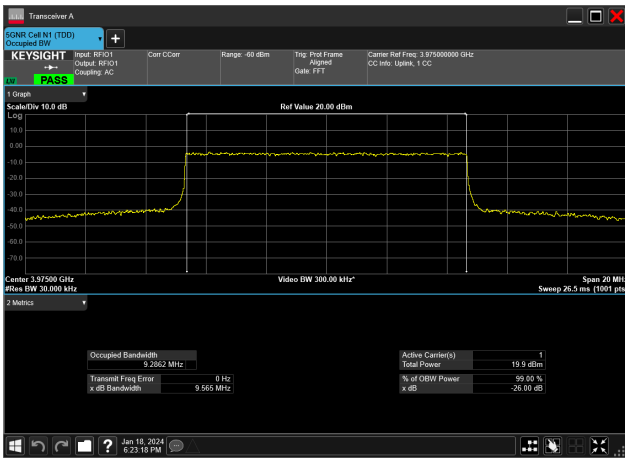 Transceiver A
5GNR Cell N1 (TDD)
Occupied BW
KEYSIGHT
LXI
PASS
Input: RFIO1
Output: RFIO1
Coupling: AC
Corr CCorr
Range: -60 dBm
Trig: Prot Frame
Aligned
Gate: FFT
Carrier Ref Freq: 3.975000000 GHz
CC Info: Uplink, 1 CC
1 Graph
Scale/Div 10.0 dB
Ref Value 20.00 dBm
Log
10.0
0.00
-10.0
-20.0
-30.0
-40.0
-50.0
-60.0
-70.0
Center 3.97500 GHz
Video BW 300.00 kHz*
Span 20 MHz
#Res BW 30.000 kHz
Sweep 26.5 ms (1001 pts
2 Metrics
Occupied Bandwidth
9.2862 MHz
Transmit Freq Error 0 Hz
x dB Bandwidth 9.565 MHz
Active Carrier(s) 1
Total Power 19.9 dBm
% of OBW Power 99.00 %
x dB -26.00 dB
?
Jan 18, 2024
6:23:18 PM